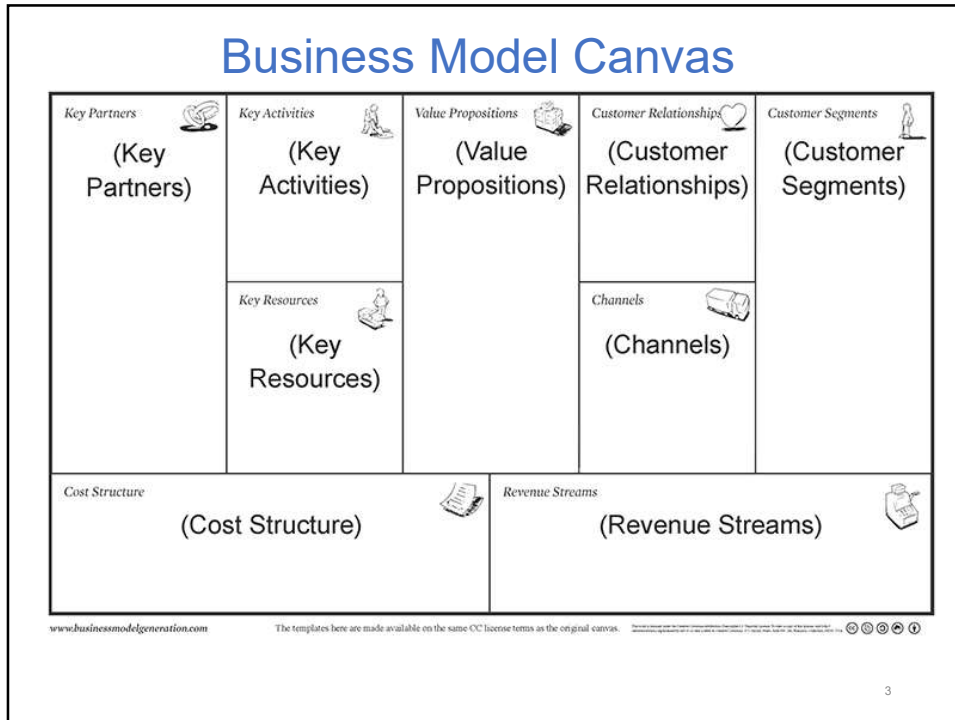 Business Model Canvas
Key Partners
(Key
Partners)
Key Activities
(Key
Activities)
Key Resources
(Key
Resources)
Value Propositions
(Value
Propositions)
Customer Relationships
(Customer
Relationships)
Channels
(Channels)
Customer Segments
(Customer
Segments)
Cost Structure
(Cost Structure)
Revenue Streams
(Revenue Streams)
www.businessmodelgeneration.com
The templates here are made available on the same CC license terms as the original canvas.
3